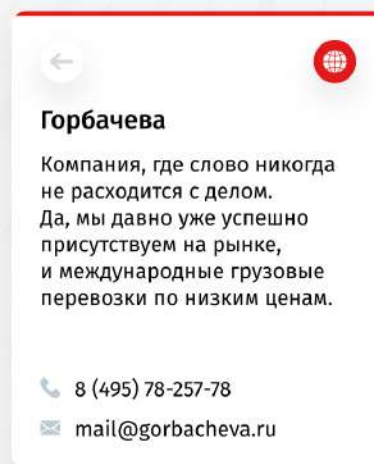 Горбачева
Компания, где слово никогда
не расходится с делом.
Да, мы давно уже успешно
присутствуем на рынке,
и международные грузовые
перевозки по низким ценам.
8 (495) 78-257-78
mail@gorbacheva.ru